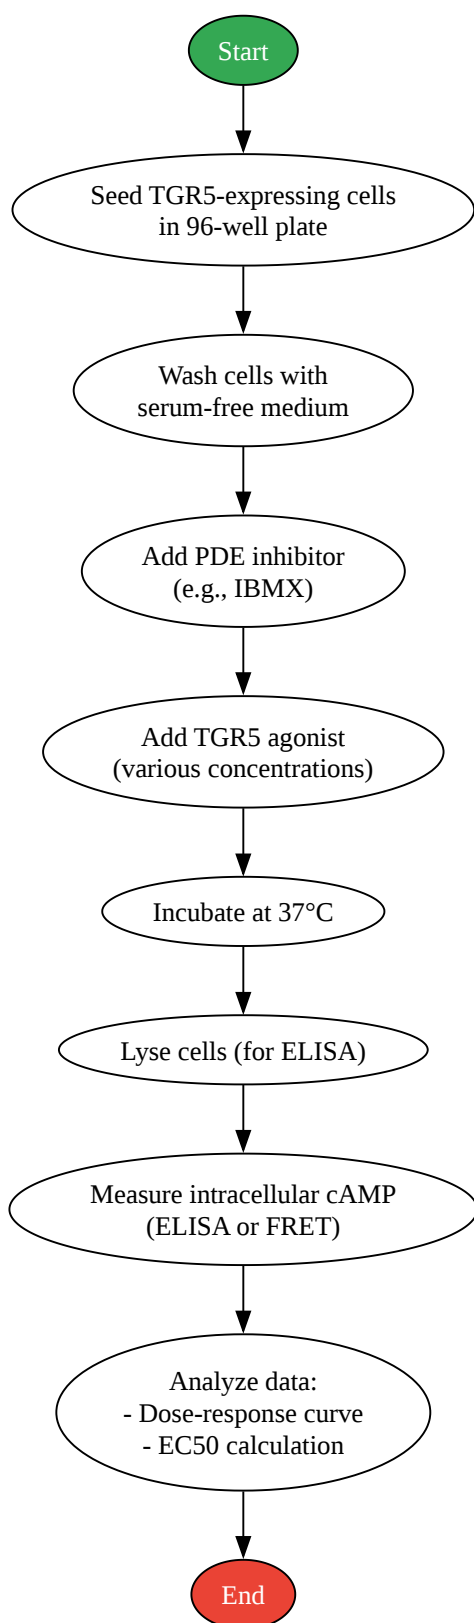 Start
Seed TGR5-expressing cells
in 96-well plate
Wash cells with
serum-free medium
Add PDE inhibitor
(e.g., IBMX)
Add TGR5 agonist
(various concentrations)
Incubate at 37°C
Lyse cells (for ELISA)
Measure intracellular cAMP
(ELISA or FRET)
Analyze data:
- Dose-response curve
- EC50 calculation
End